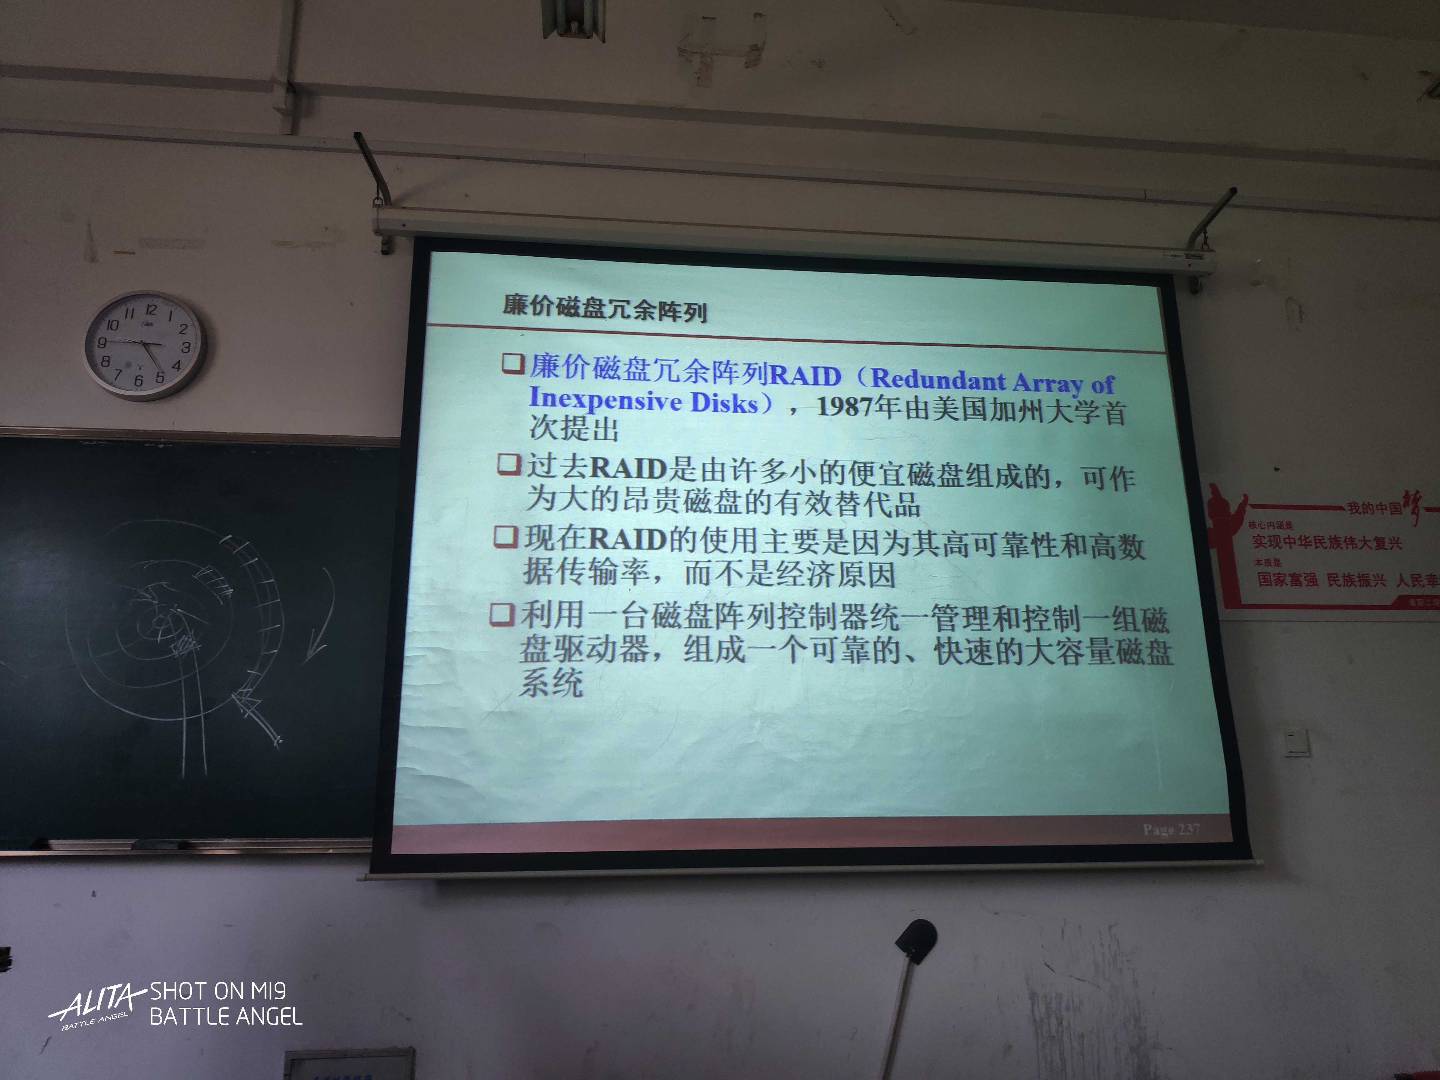 廉价磁盘冗余阵列
廉价磁盘冗余阵列RAID（Redundant Array of
Inexpensive Disks），1987年由美国加州大学首
次提出
过去RAID是由许多小的便宜磁盘组成的，可作
为大的昂贵磁盘的有效替代品
现在RAID的使用主要是因为其高可靠性和高数
据传输率，而不是经济原因
利用一台磁盘阵列控制器统一管理和控制一组磁
盘驱动器，组成一个可靠的、快速的大容量磁盘
系统
Page 237
12
1
2
3
4
5
6
7
8
9
10
11
我的中国梦
核心内涵是
实现中华民族伟大复兴
本质是
国家富强 民族振兴 人民幸
ALITA
BATTLE ANGEL
SHOT ON MI9
BATTLE ANGEL